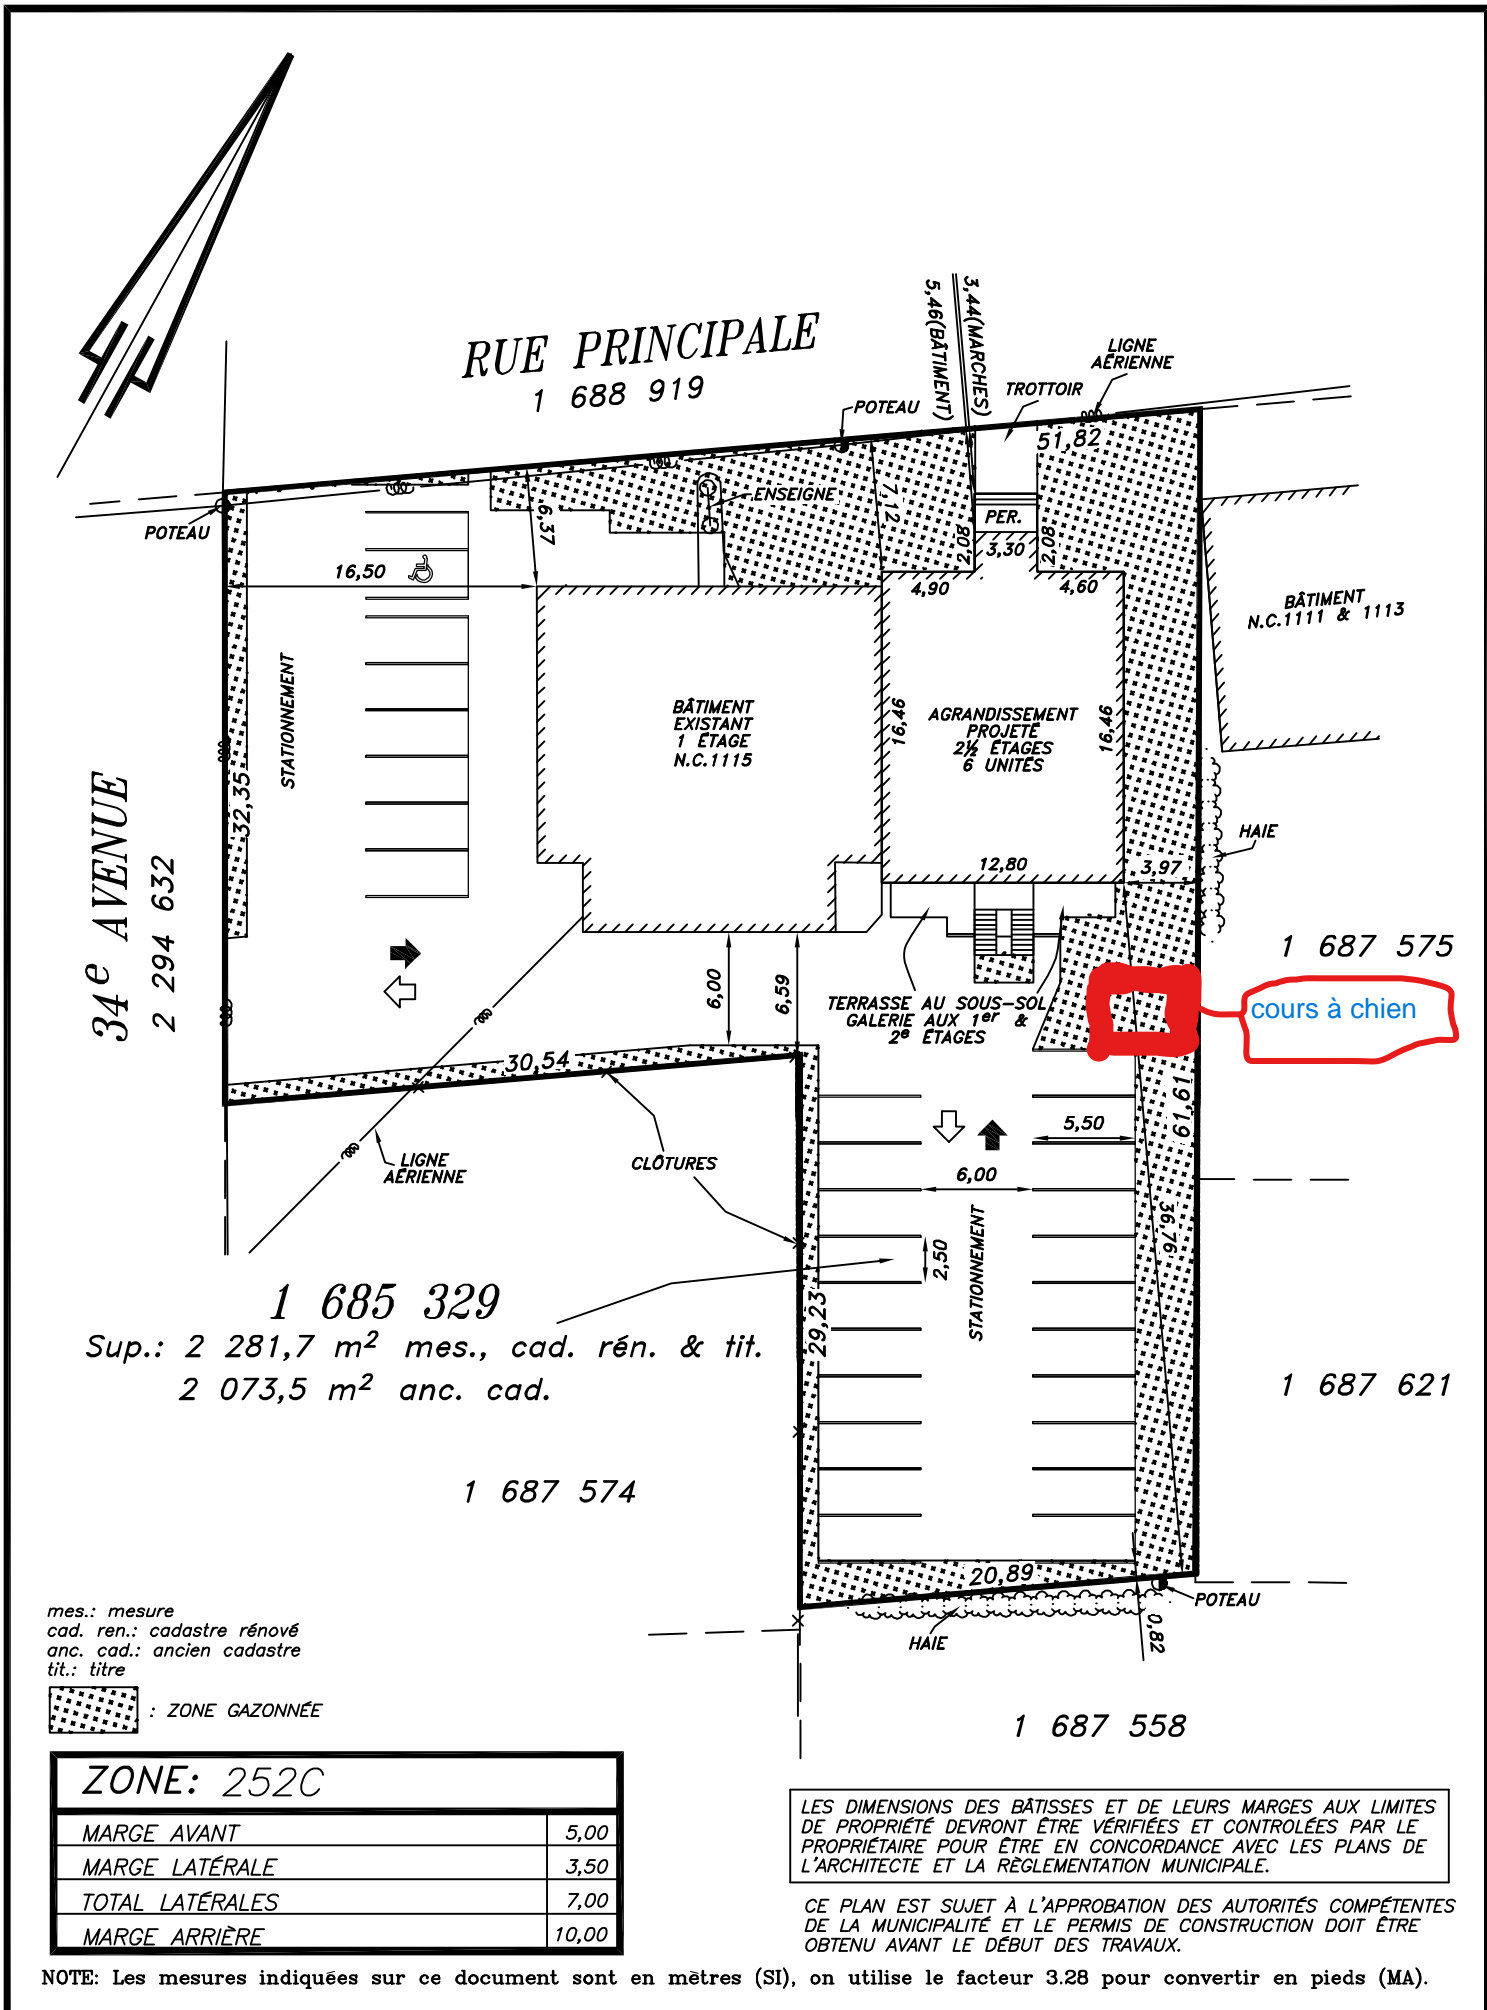 RUE PRINCIPALE
1 688 919
5,46(BÂTIMENT)
3,44(MARCHES)
LIGNE
AÉRIENNE
TROTTOIR
POTEAU
51,82
POTEAU
ENSEIGNE
7,12
6,37
PER.
2,08
3,30
2,08
16,50
4,90
4,60
BÂTIMENT
N.C.1111 & 1113
STATIONNEMENT
BÂTIMENT
EXISTANT
1 ÉTAGE
N.C.1115
16,46
AGRANDISSEMENT
PROJETÉ
2½ ÉTAGES
6 UNITÉS
16,46
32,35
34e AVENUE
2 294 632
HAIE
12,80
3,97
1 687 575
6,00
6,59
TERRASSE AU SOUS-SOL
GALERIE AUX 1er &
2e ÉTAGES
cours à chien
30,54
61,61
5,50
LIGNE
AÉRIENNE
CLÔTURES
6,00
36,76
2,50
STATIONNEMENT
29,23
1 685 329
Sup.: 2 281,7 m² mes., cad. rén. & tit.
2 073,5 m² anc. cad.
1 687 621
1 687 574
20,89
POTEAU
HAIE
0,82
mes.: mesure
cad. ren.: cadastre rénové
anc. cad.: ancien cadastre
tit.: titre
: ZONE GAZONNÉE
1 687 558
ZONE: 252C
MARGE AVANT 5,00
MARGE LATÉRALE 3,50
TOTAL LATÉRALES 7,00
MARGE ARRIÈRE 10,00
LES DIMENSIONS DES BÂTISSES ET DE LEURS MARGES AUX LIMITES
DE PROPRIÉTÉ DEVRONT ÊTRE VÉRIFIÉES ET CONTROLÉES PAR LE
PROPRIÉTAIRE POUR ÊTRE EN CONCORDANCE AVEC LES PLANS DE
L'ARCHITECTE ET LA RÈGLEMENTATION MUNICIPALE.
CE PLAN EST SUJET À L'APPROBATION DES AUTORITÉS COMPÉTENTES
DE LA MUNICIPALITÉ ET LE PERMIS DE CONSTRUCTION DOIT ÊTRE
OBTENU AVANT LE DÉBUT DES TRAVAUX.
NOTE: Les mesures indiquées sur ce document sont en mètres (SI), on utilise le facteur 3.28 pour convertir en pieds (MA).